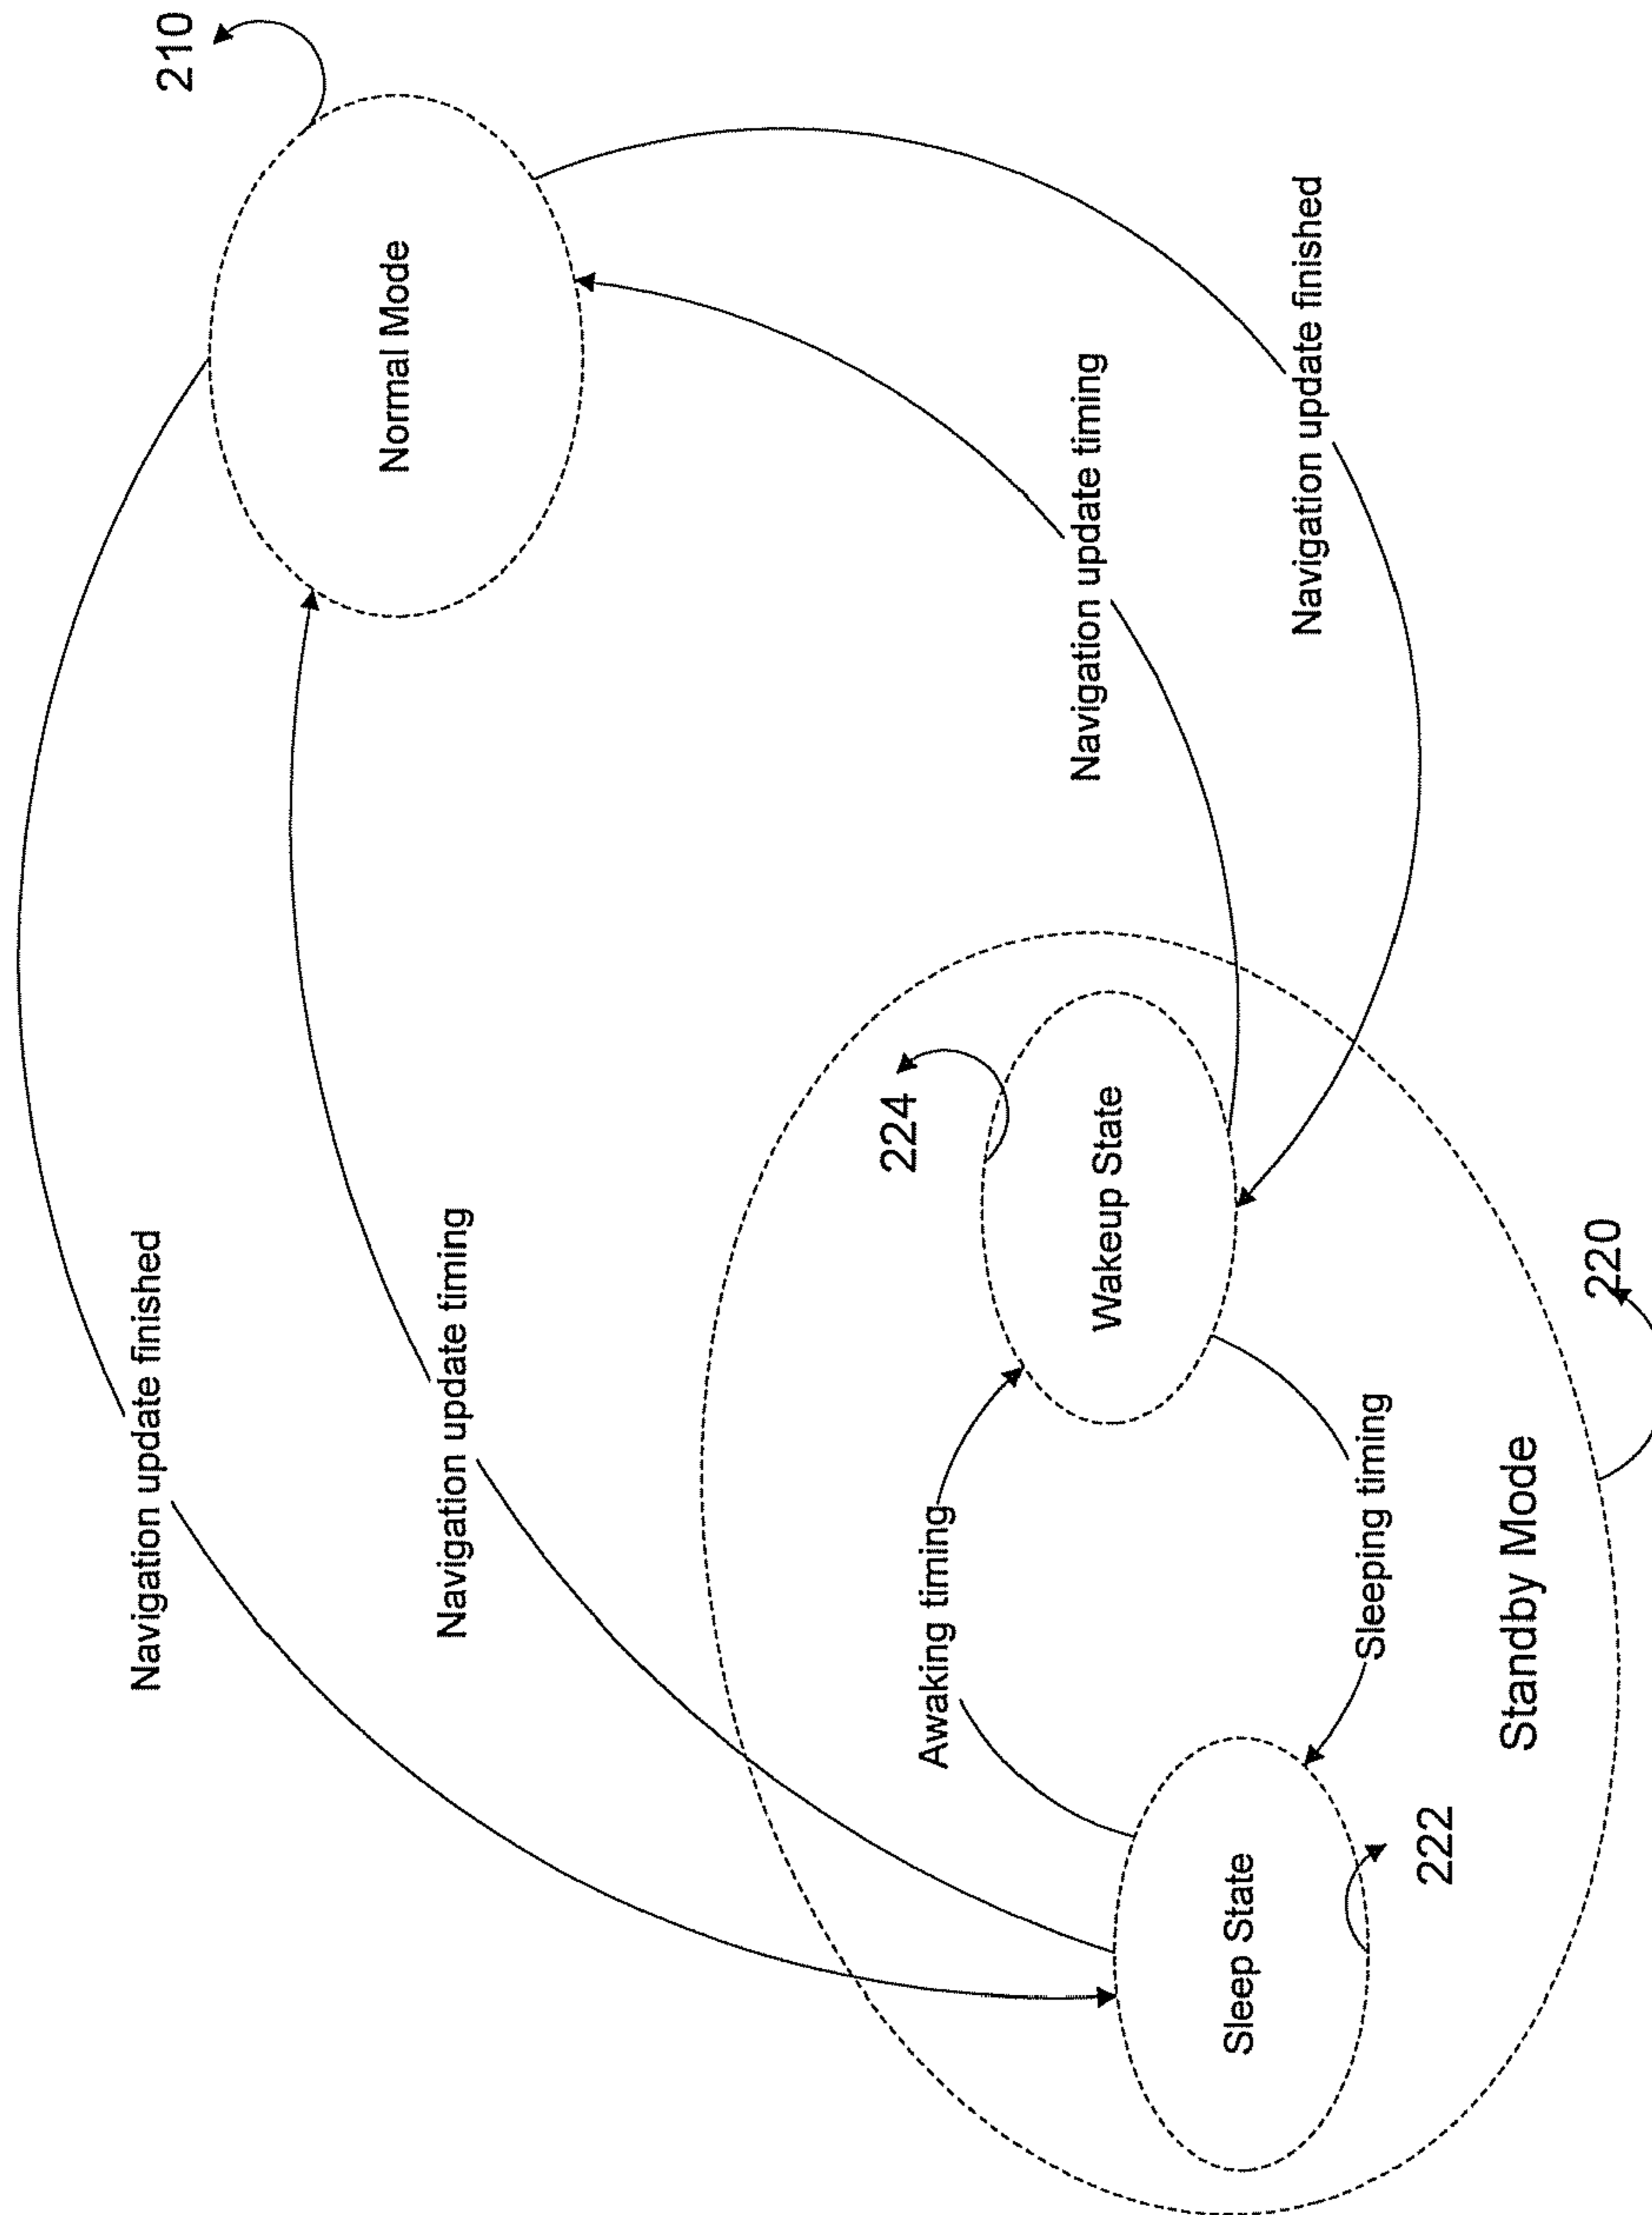 Navigation update finished
Navigation update timing
210
Normal Mode
224
Awaking timing
Wakeup State
Navigation update timing
Sleep State
Sleeping timing
Navigation update finished
222
Standby Mode
220